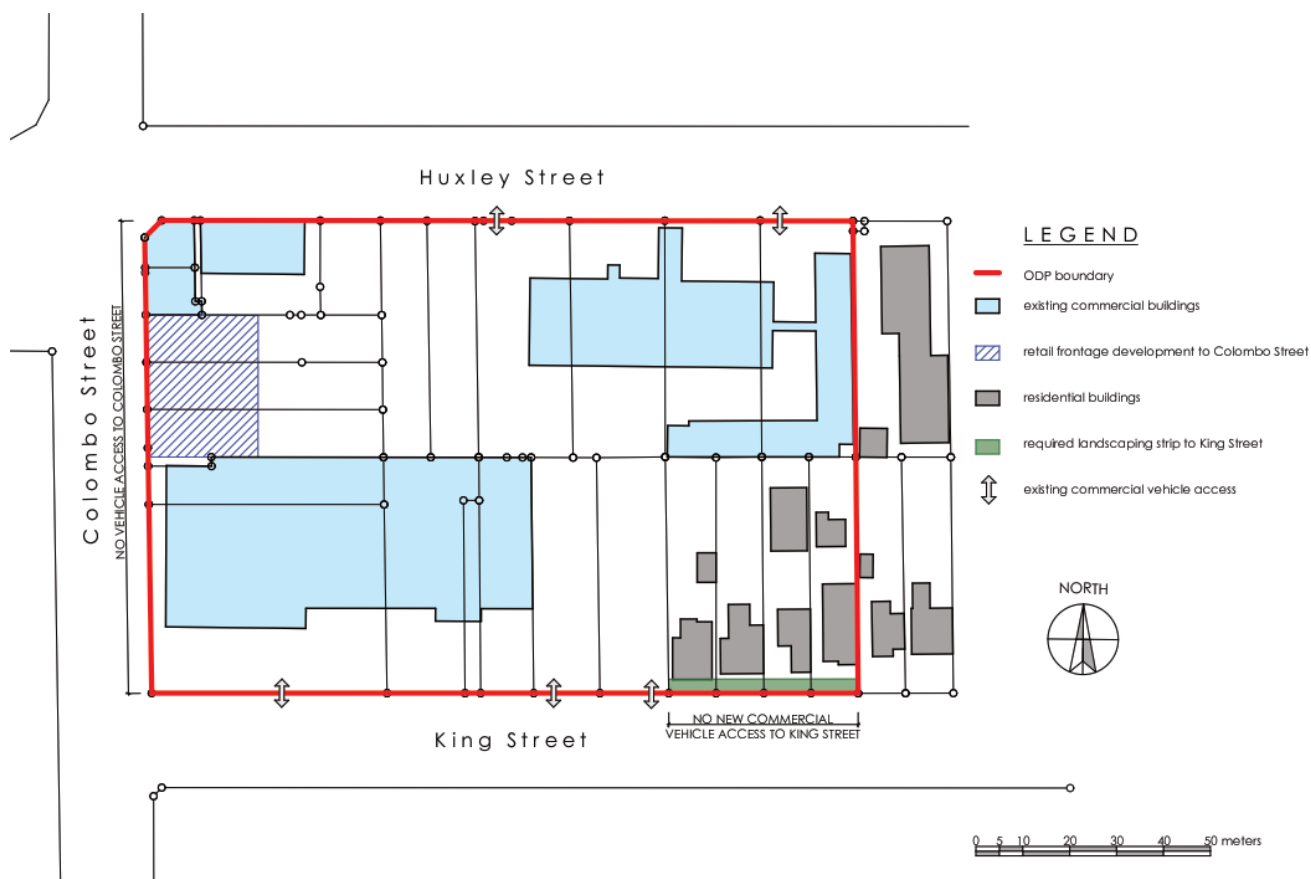 Huxley Street
Colombo Street
NO VEHICLE ACCESS TO COLOMBO STREET
LEGEND
ODP boundary
existing commercial buildings
retail frontage development to Colombo Street
residential buildings
required landscaping strip to King Street
existing commercial vehicle access
NORTH
King Street
NO NEW COMMERCIAL
VEHICLE ACCESS TO KING STREET
0 5 10 20 30 40 50 meters